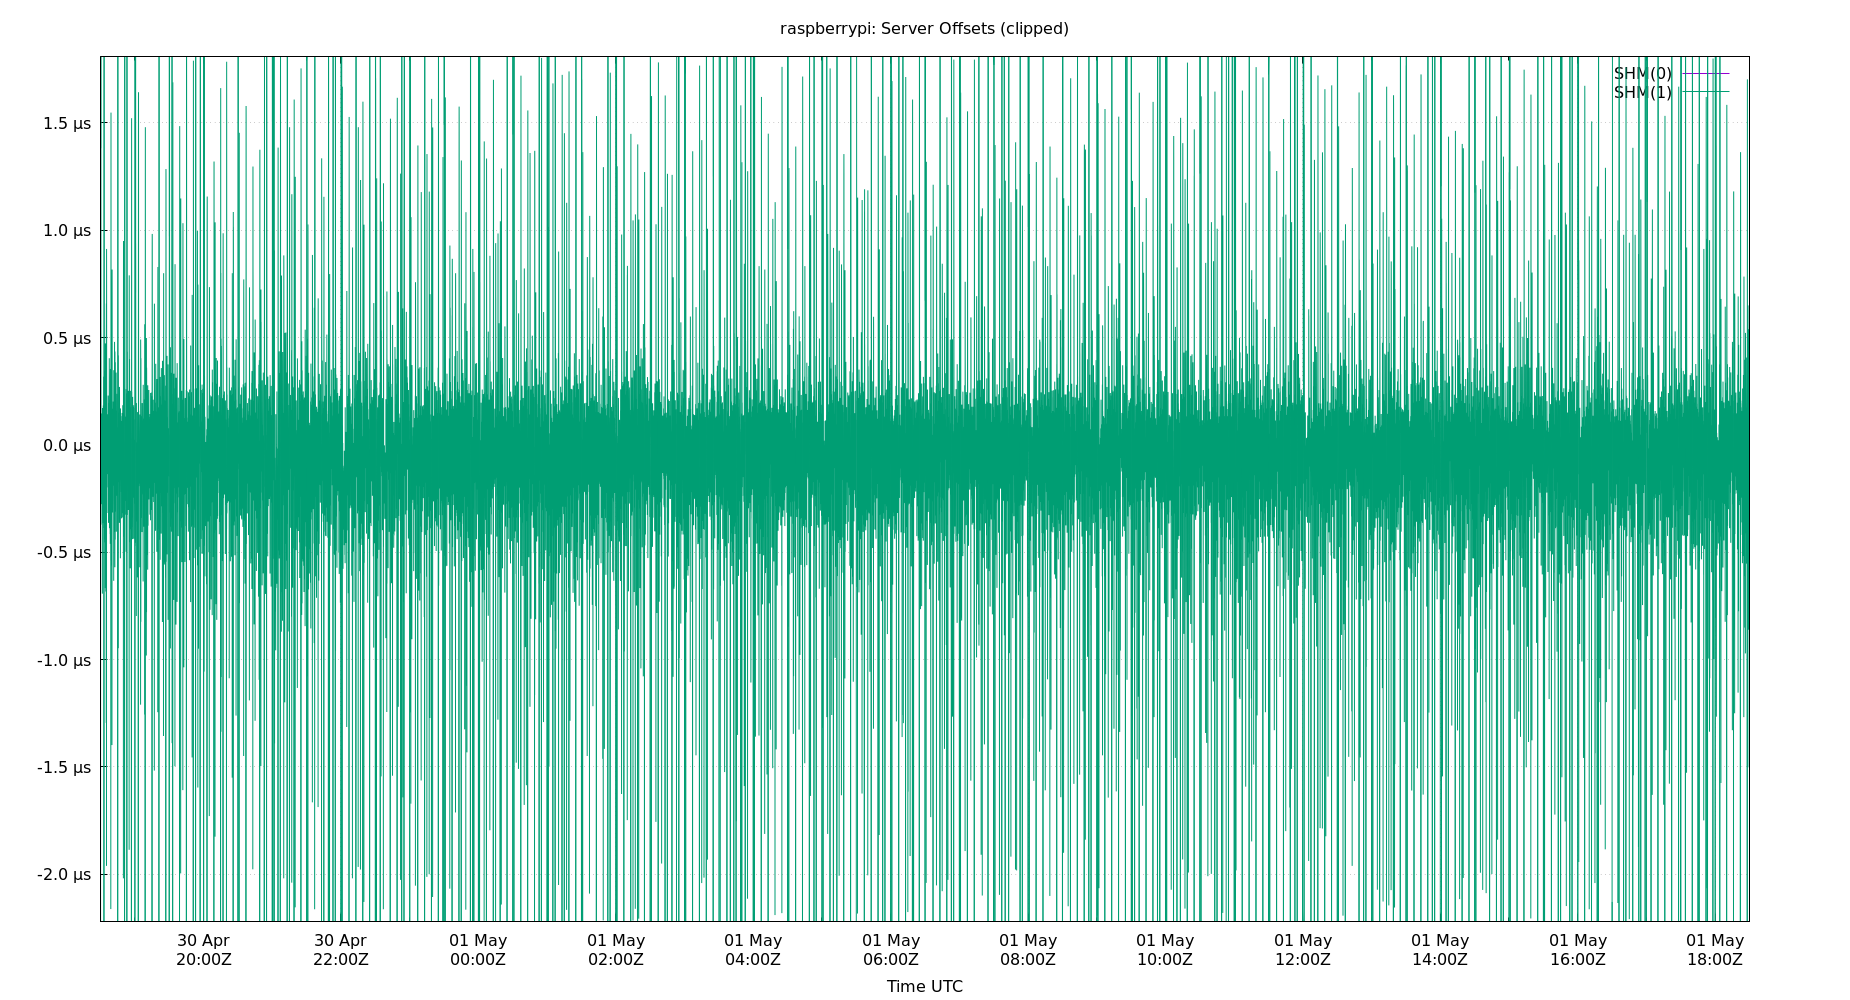 raspberrypi: Server Offsets (clipped)
SHM(0)
SHM(1)
1.5 µs
1.0 µs
0.5 µs
0.0 µs
-0.5 µs
-1.0 µs
-1.5 µs
-2.0 µs
30 Apr 30 Apr 01 May 01 May 01 May 01 May 01 May 01 May 01 May 01 May 01 May 01 May
20:00Z 22:00Z 00:00Z 02:00Z 04:00Z 06:00Z 08:00Z 10:00Z 12:00Z 14:00Z 16:00Z 18:00Z
Time UTC